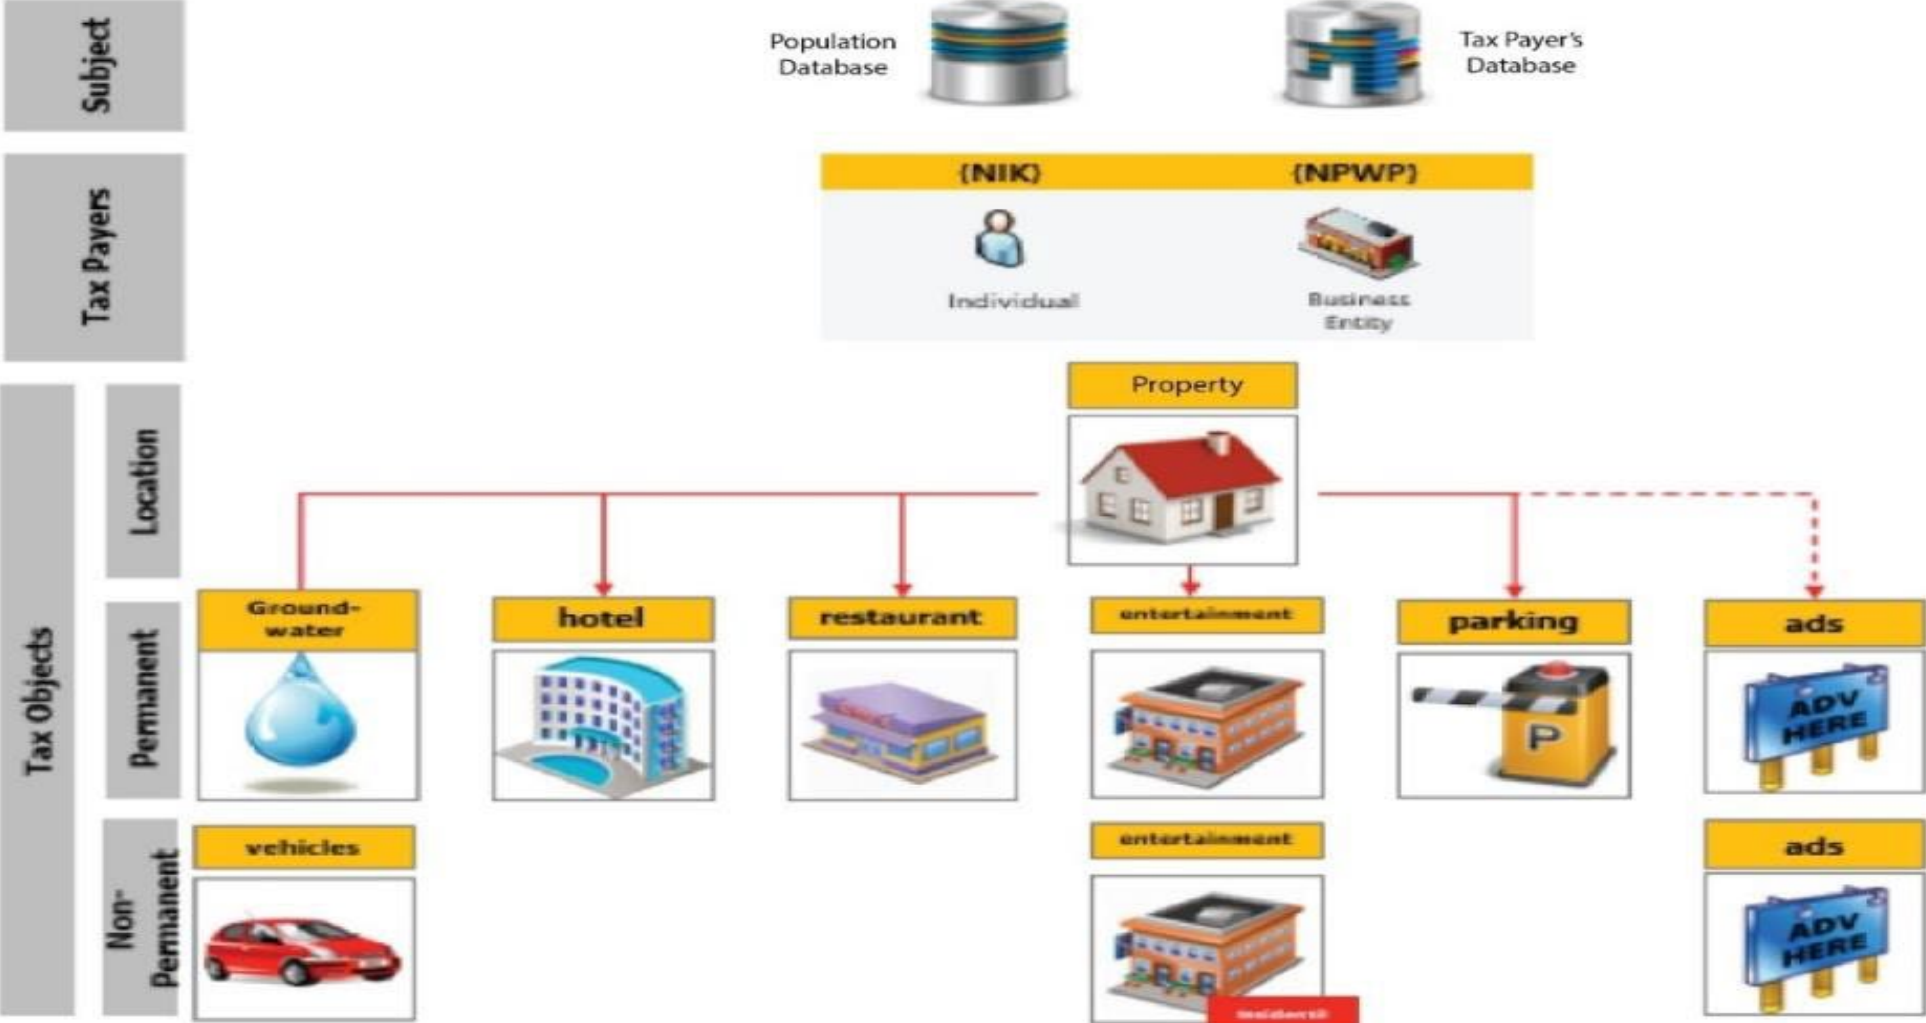 Subject
Population
Database
Tax Payer's
Database
Tax Payers
{NIK}
{NPWP}
Individual
Business
Entity
Tax Objects
Location
Property
Permanent
Ground-
water
hotel
restaurant
entertainment
parking
ads
P
ADV
HERE
Non-
Permanent
vehicles
entertainment
ads
ADV
HERE